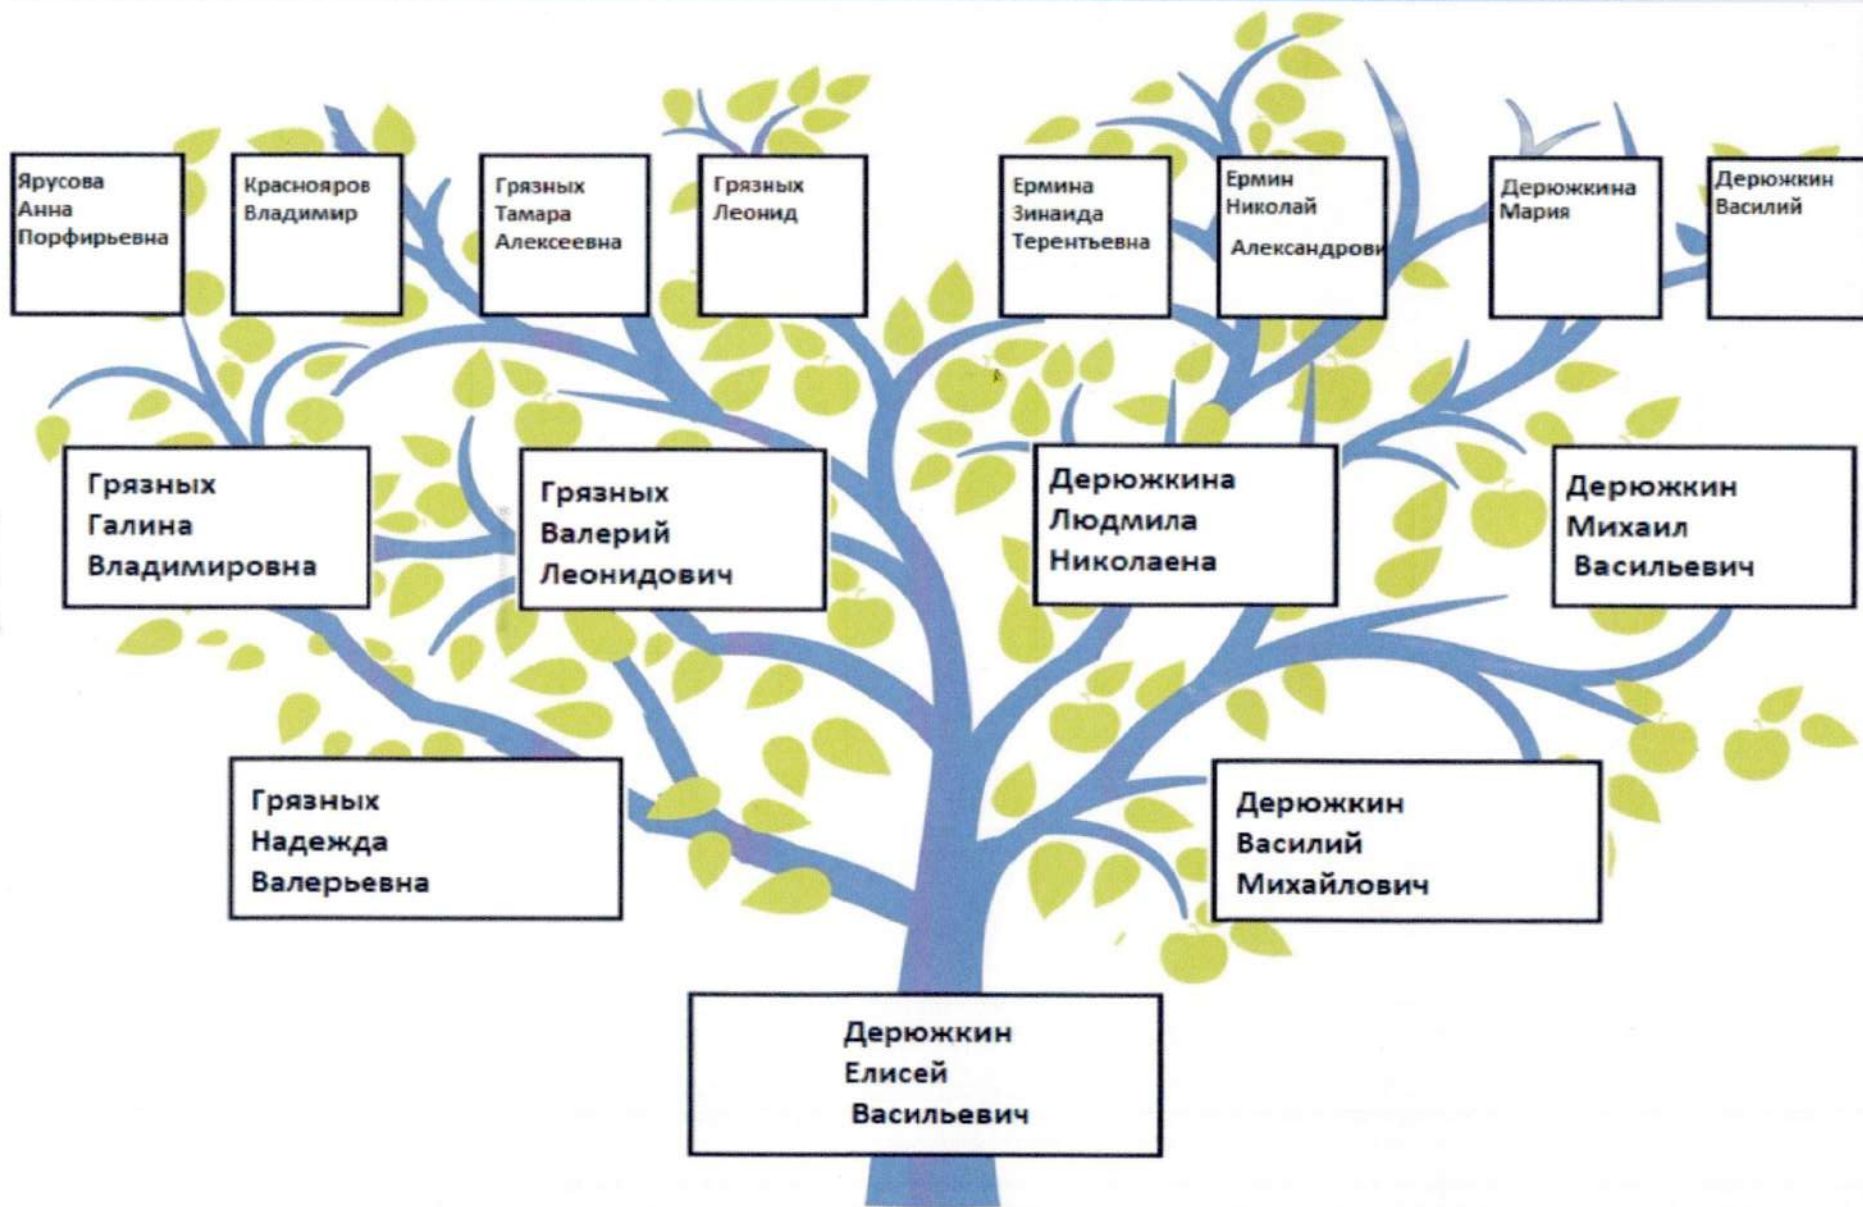 Ярусова
Анна
Порфирьевна
Краснояров
Владимир
Грязных
Тамара
Алексеевна
Грязных
Леонид
Ермина
Зинаида
Терентьевна
Ермин
Николай
Александрови
Дерюжкина
Мария
Дерюжкин
Василий
Грязных
Галина
Владимировна
Грязных
Валерий
Леонидович
Дерюжкина
Людмила
Николаена
Дерюжкин
Михаил
Васильевич
Грязных
Надежда
Валерьевна
Дерюжкин
Василий
Михайлович
Дерюжкин
Елисей
Васильевич